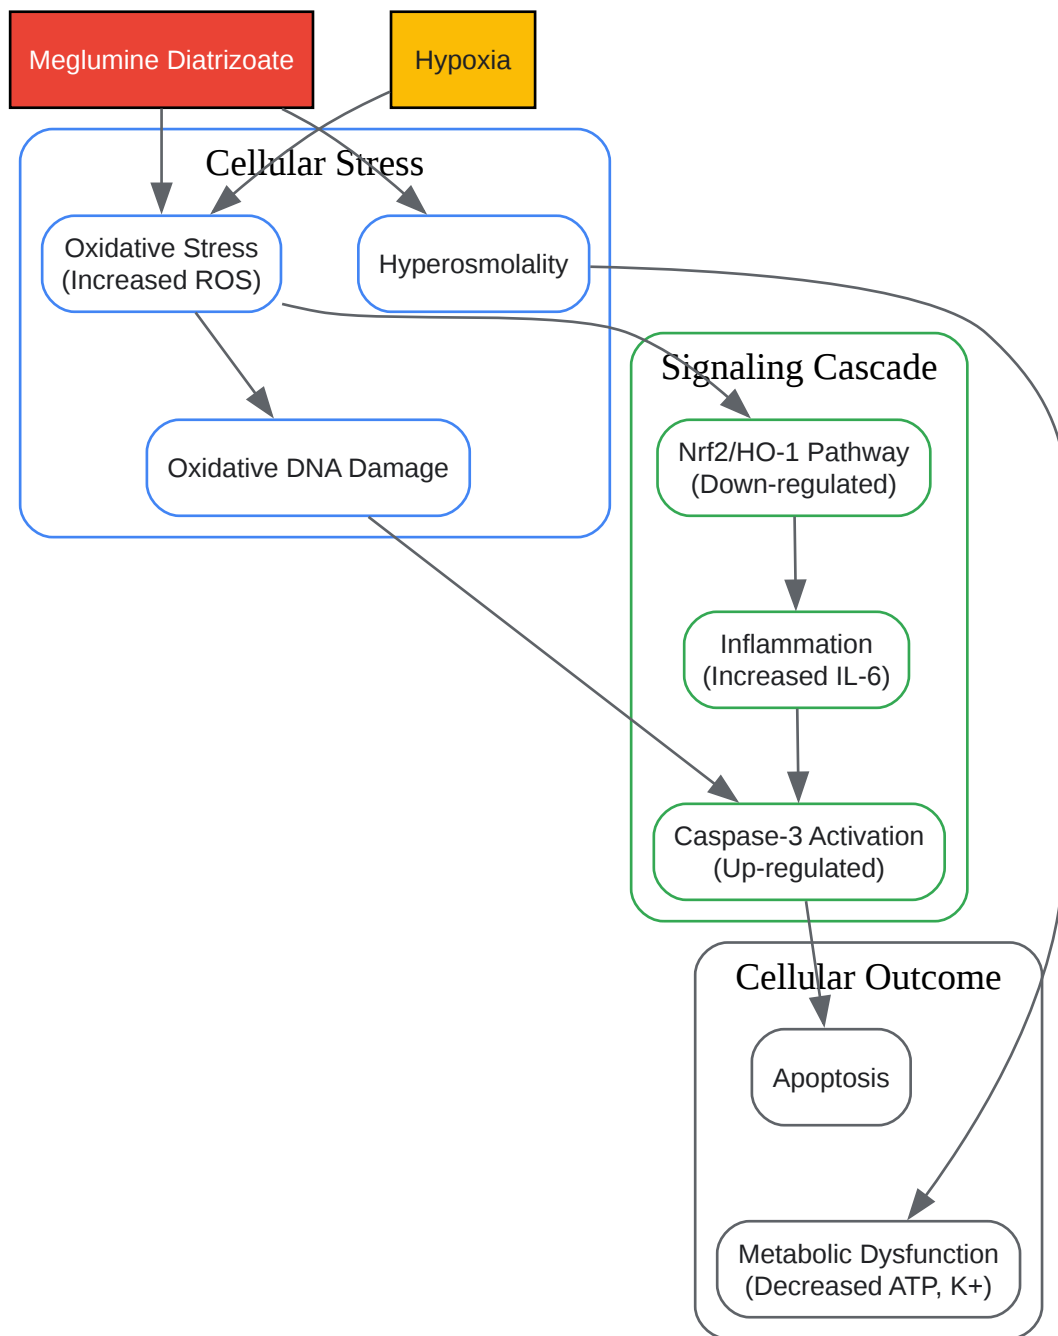 Meglumine Diatrizoate
Hypoxia
Cellular Stress
Oxidative Stress
(Increased ROS)
Hyperosmolality
Oxidative DNA Damage
Signaling Cascade
Nrf2/HO-1 Pathway
(Down-regulated)
Inflammation
(Increased IL-6)
Caspase-3 Activation
(Up-regulated)
Cellular Outcome
Apoptosis
Metabolic Dysfunction
(Decreased ATP, K+)